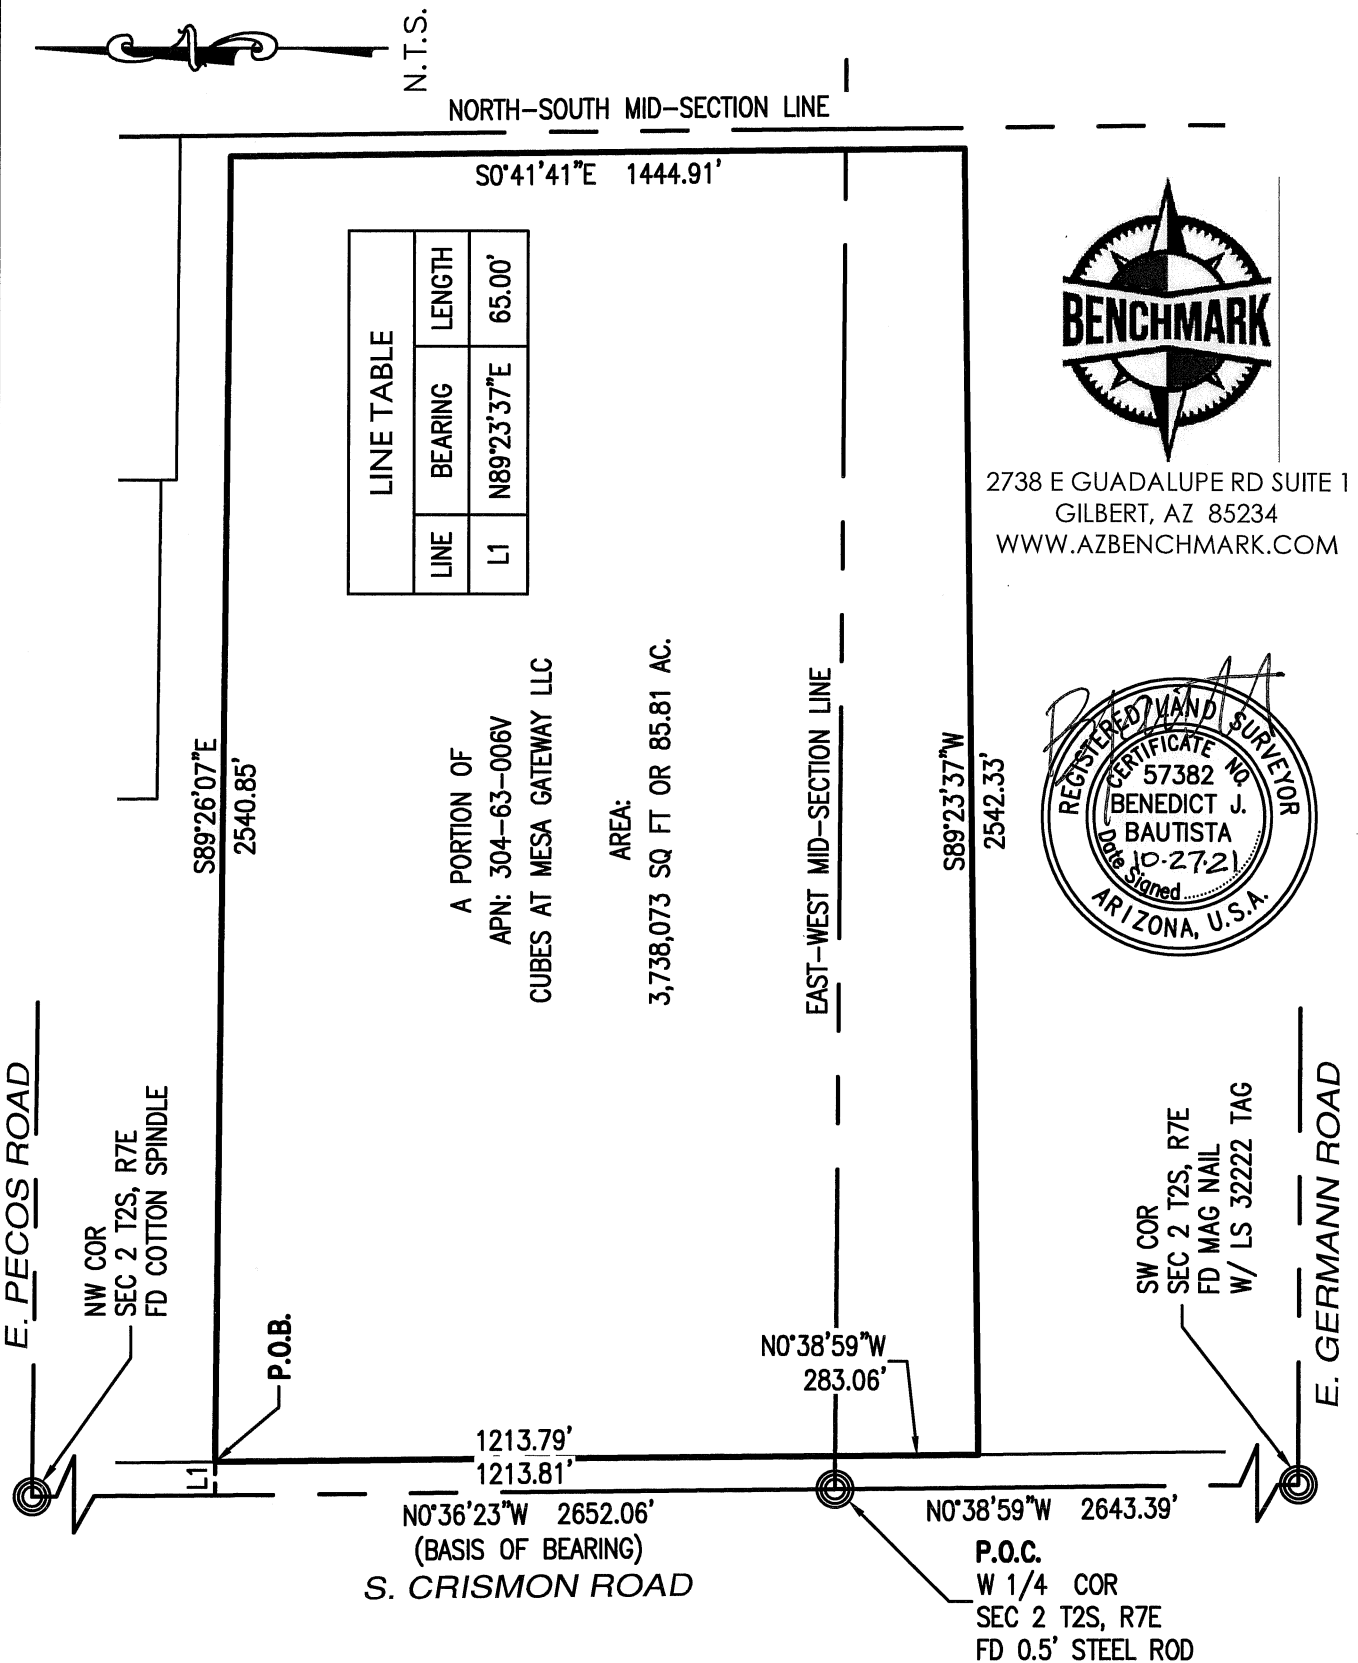 N.T.S.
NORTH-SOUTH MID-SECTION LINE
S0°41'41"E 1444.91'
LINE TABLE
LINE BEARING LENGTH
L1 N89°23'37"E 65.00'
S89°26'07"E
2540.85'
A PORTION OF
APN: 304-63-006V
CUBES AT MESA GATEWAY LLC
AREA:
3,738,073 SQ FT OR 85.81 AC.
EAST-WEST MID-SECTION LINE
S89°23'37"W
2542.33'
BENCHMARK
2738 E GUADALUPE RD SUITE 1
GILBERT, AZ 85234
WWW.AZBENCHMARK.COM
REGISTERED LAND SURVEYOR
CERTIFICATE NO.
57382
BENEDICT J.
BAUTISTA
10-27-21
Date Signed
ARIZONA, U.S.A.
E. PECOS ROAD
NW COR
SEC 2 T2S, R7E
FD COTTON SPINDLE
P.O.B.
L1
1213.79'
1213.81'
N0°36'23"W 2652.06'
(BASIS OF BEARING)
S. CRISMON ROAD
N0°38'59"W
283.06'
N0°38'59"W 2643.39'
P.O.C.
W 1/4 COR
SEC 2 T2S, R7E
FD 0.5' STEEL ROD
SW COR
SEC 2 T2S, R7E
FD MAG NAIL
W/ LS 32222 TAG
E. GERMANN ROAD